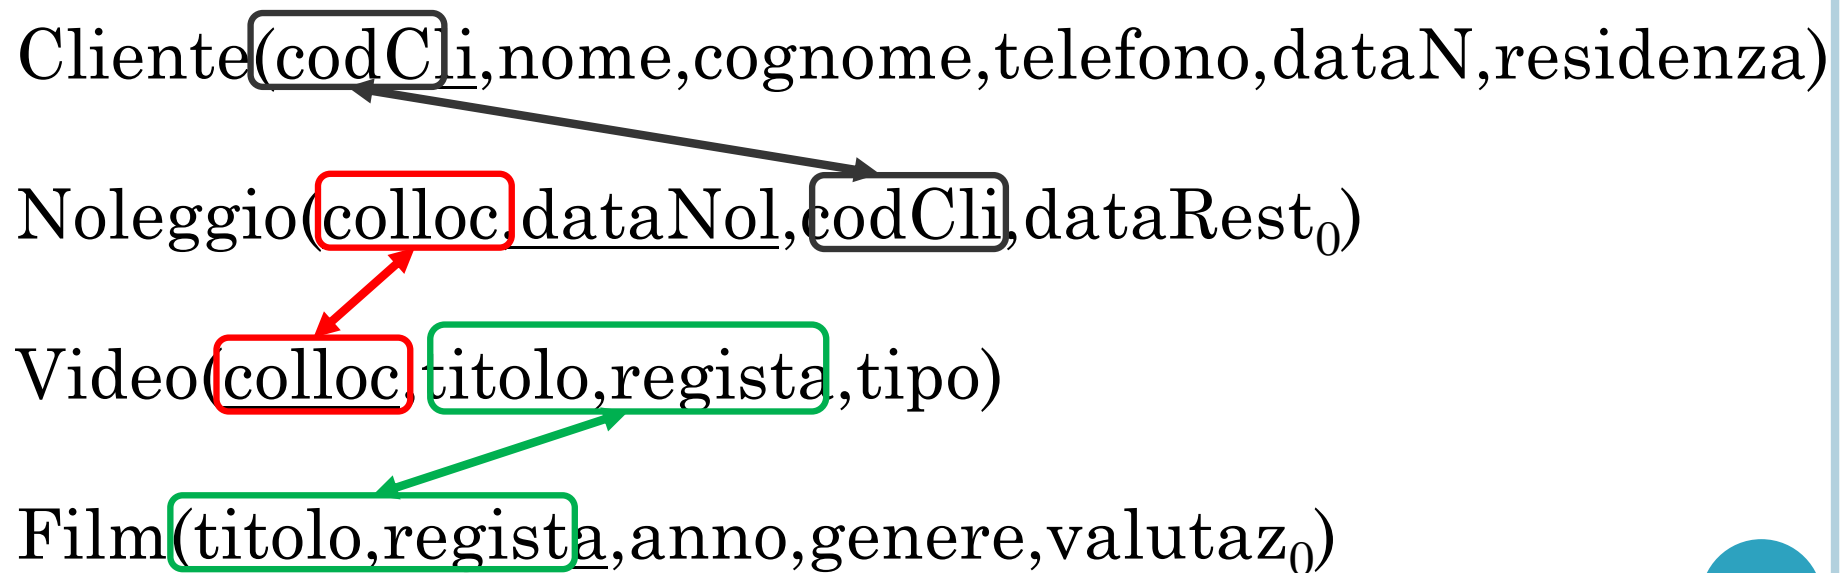 Cliente(codCli,nome,cognome,telefono,dataN,residenza)
Noleggio(colloc,dataNol,codCli,dataRest₀)
Video(colloc,titolo,regista,tipo)
Film(titolo,regista,anno,genere,valutaz₀)